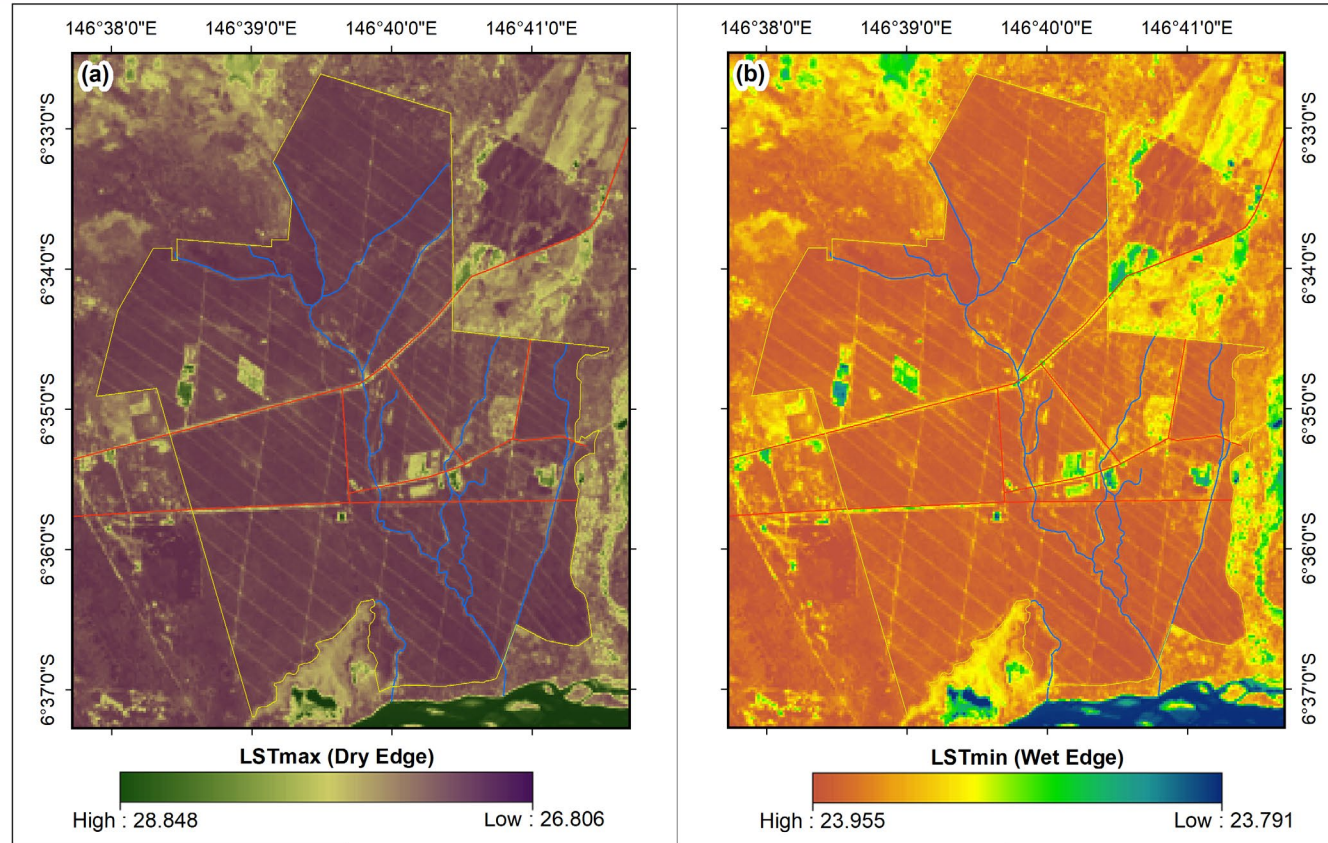 146°38'0"E 146°39'0"E 146°40'0"E 146°41'0"E
146°38'0"E 146°39'0"E 146°40'0"E 146°41'0"E
(a)
(b)
6°33'0"S
6°34'0"S
6°35'0"S
6°36'0"S
6°37'0"S
6°33'0"S
6°34'0"S
6°35'0"S
6°36'0"S
6°37'0"S
LSTmax (Dry Edge)
High : 28.848 Low : 26.806
LSTmin (Wet Edge)
High : 23.955 Low : 23.791